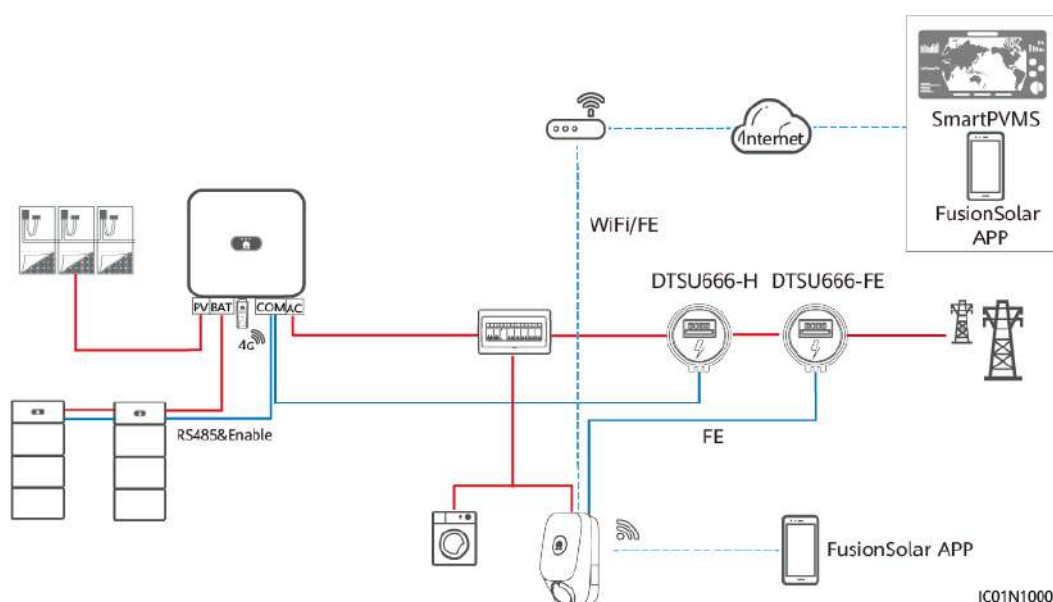 SmartPVMS
Internet
FusionSolar
APP
WiFi/FE
DTSU666-H DTSU666-FE
PV BAT COM AC
4G
RS485&Enable
FE
FusionSolar APP
IC01N1000